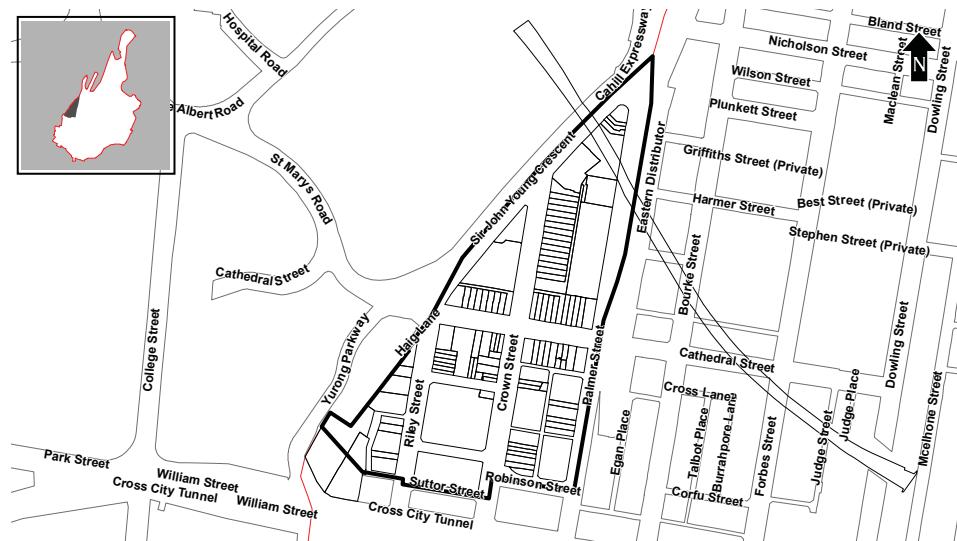 Bland Street
Hospital Road
Nicholson Street
N
Cahill Expressway
Maclean Street
Dowling Street
Wilson Street
e Albert Road
Plunkett Street
Sir John Young Crescent
St Marys Road
Griffiths Street (Private)
Eastern Distributor
Harmer Street
Best Street (Private)
Stephen Street (Private)
Cathedral Street
Bourke Street
College Street
Yurong Parkway
Haig Lane
Crown Street
Palmer Street
Dowling Street
Cathedral Street
Cross Lane
Judge Place
Mcelhone Street
Riley Street
Egan Place
Talbot Place
Burrahpore Lane
Forbes Street
Judge Street
Park Street
William Street
Cross City Tunnel
William Street
Suttor Street
Robinson Street
Corfu Street
Cross City Tunnel